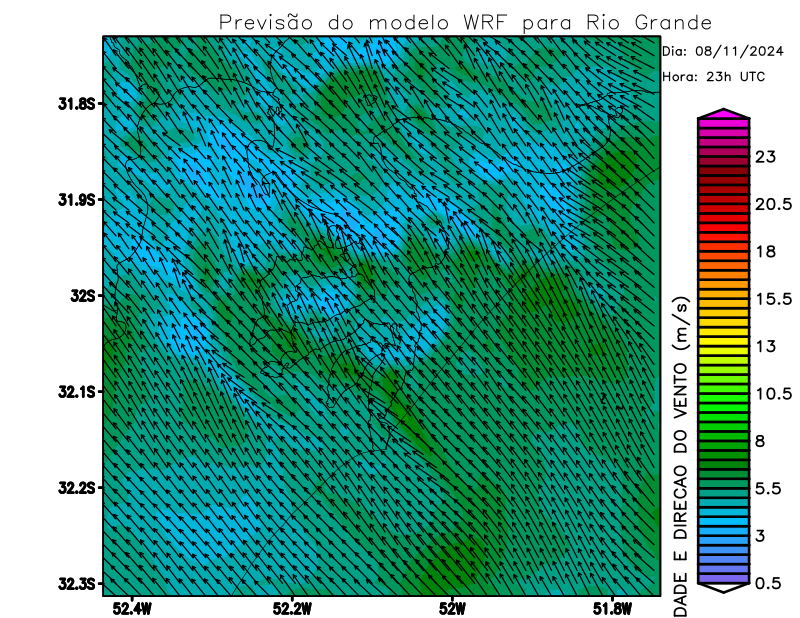 Previsão do modelo WRF para Rio Grande
Dia: 08/11/2024
Hora: 23h UTC
31.8S
31.9S
32S
32.1S
32.2S
32.3S
52.4W
52.2W
52W
51.8W
23
20.5
18
15.5
13
10.5
8
5.5
3
0.5
DADE E DIRECAO DO VENTO (m/s)